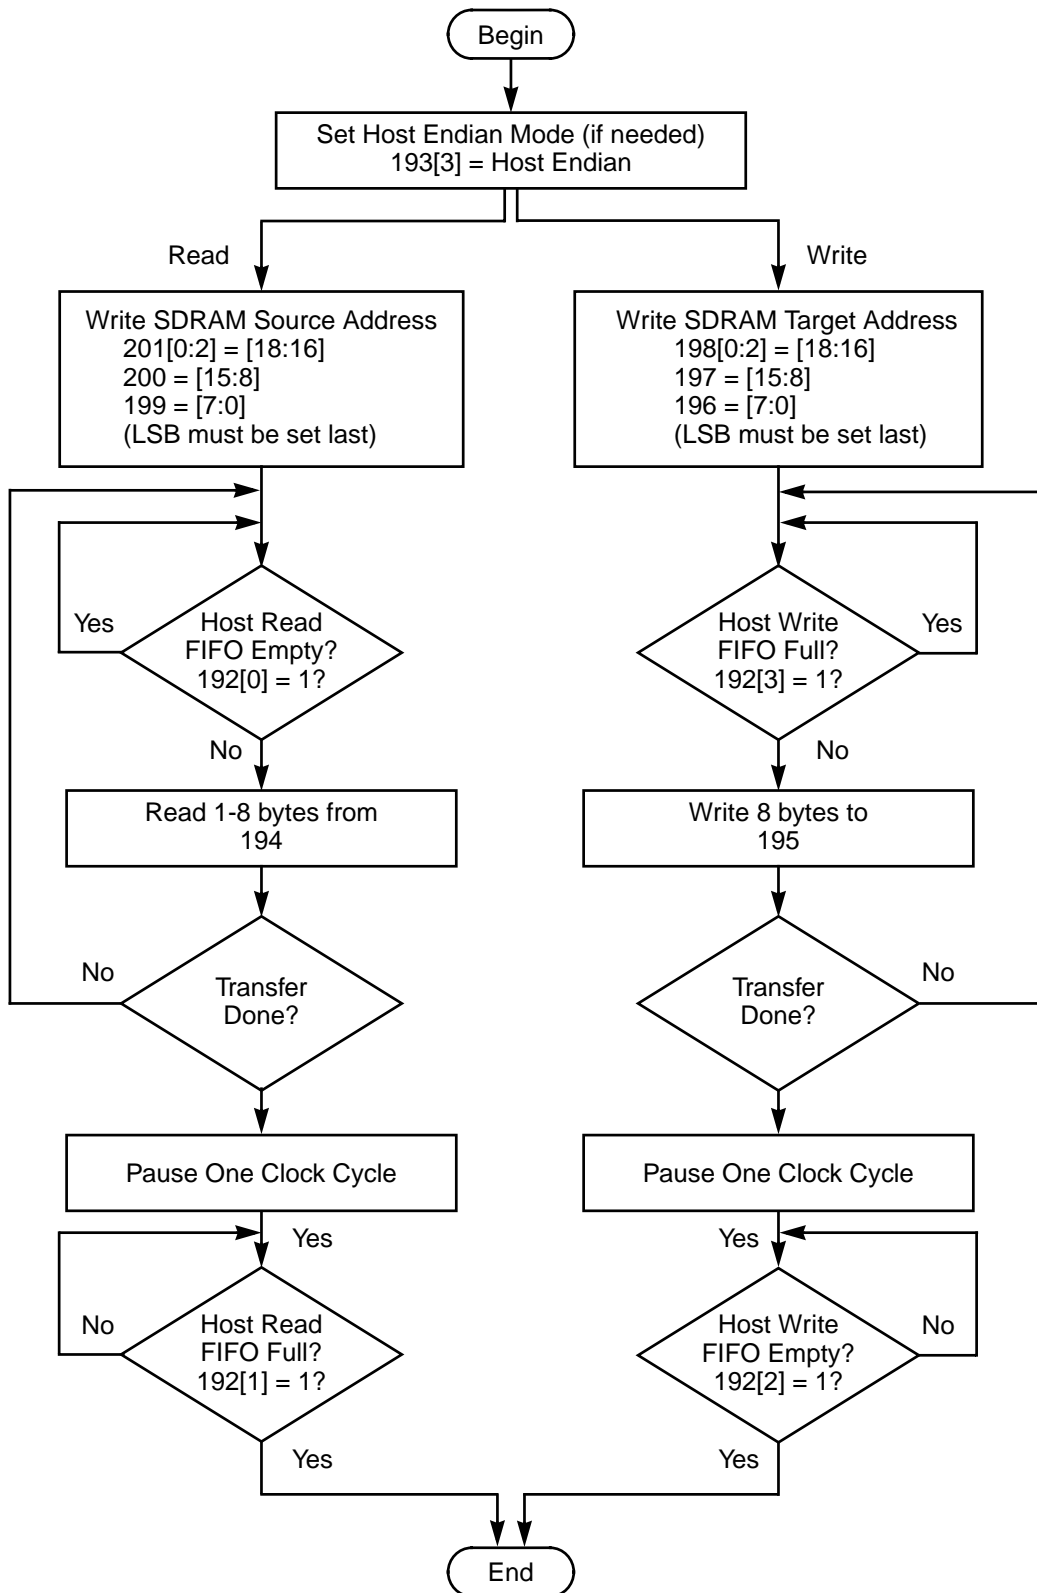 Begin
Set Host Endian Mode (if needed)
193[3] = Host Endian
Read
Write
Write SDRAM Source Address
201[0:2] = [18:16]
200 = [15:8]
199 = [7:0]
(LSB must be set last)
Write SDRAM Target Address
198[0:2] = [18:16]
197 = [15:8]
196 = [7:0]
(LSB must be set last)
Yes
Host Read
FIFO Empty?
192[0] = 1?
No
Host Write
FIFO Full?
192[3] = 1?
Yes
No
Read 1-8 bytes from
194
Write 8 bytes to
195
No
Transfer
Done?
Transfer
Done?
No
Pause One Clock Cycle
Pause One Clock Cycle
Yes
Yes
No
Host Read
FIFO Full?
192[1] = 1?
Yes
Host Write
FIFO Empty?
192[2] = 1?
No
Yes
End